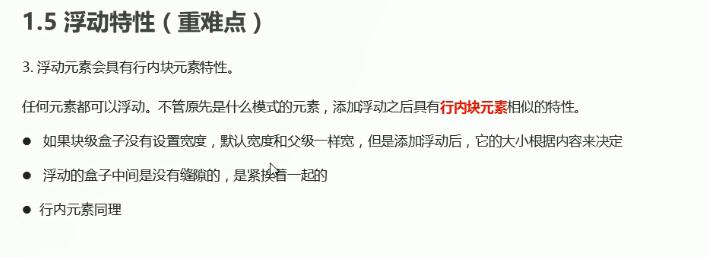 1.5 浮动特性（重难点）
3. 浮动元素会具有行内块元素特性。
任何元素都可以浮动。不管原先是什么模式的元素，添加浮动之后具有行内块元素相似的特性。
● 如果块级盒子没有设置宽度，默认宽度和父级一样宽，但是添加浮动后，它的大小根据内容来决定
● 浮动的盒子中间是没有缝隙的，是紧挨着一起的
● 行内元素同理